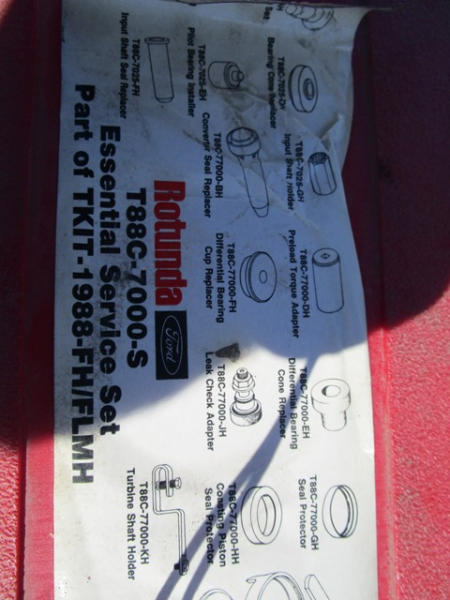 T88C-7025-DH
Bearing Cone Replacer
T88C-7025-GH
Input Shaft Holder
T88C-77000-DH
Preload Torque Adapter
T88C-77000-EH
Differential Bearing
Cone Replacer
T88C-77000-GH
Seal Protector
T88C-7025-EH
Pilot Bearing Installer
T88C-77000-BH
Converter Seal Replacer
T88C-77000-FH
Differential Bearing
Cup Replacer
T88C-77000-JH
Leak Check Adapter
T88C-77000-HH
Coasting Piston
Seal Protector
T88C-7025-FH
Input Shaft Seal Replacer
T88C-77000-KH
Turbine Shaft Holder
Rotunda Ford
T88C-7000-S
Essential Service Set
Part of TKIT-1988-FH/FLMH